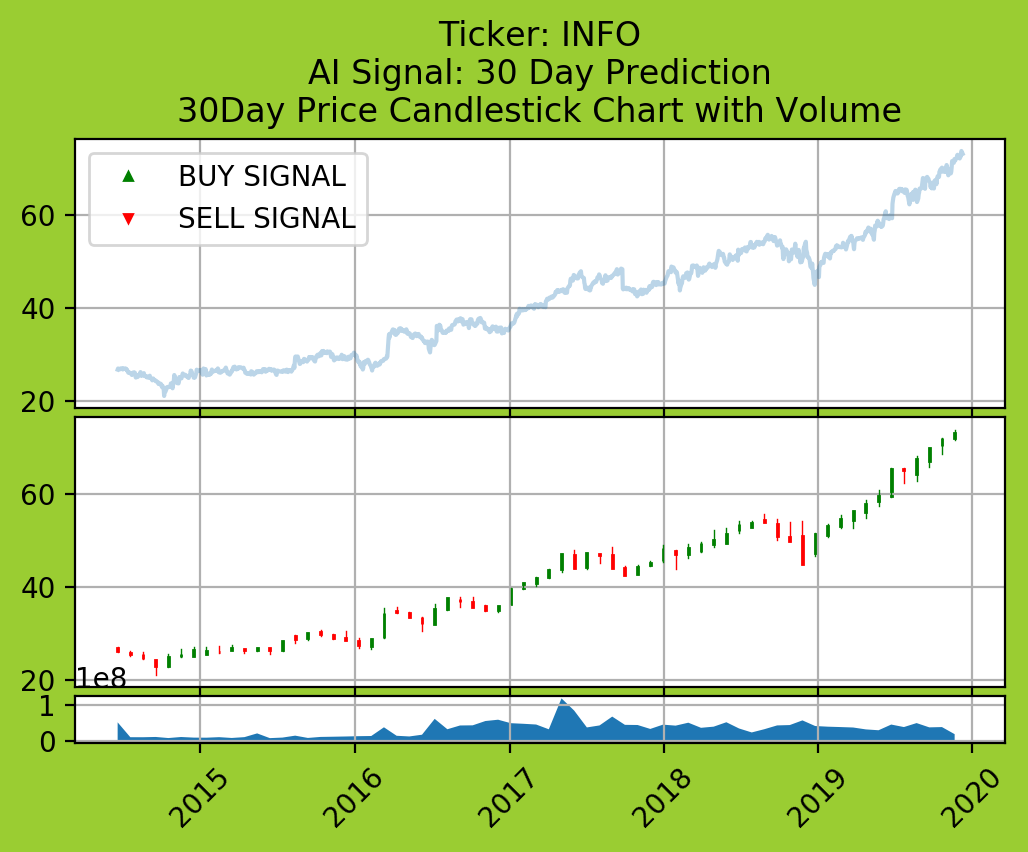 Ticker: INFO
AI Signal: 30 Day Prediction
30Day Price Candlestick Chart with Volume
BUY SIGNAL
SELL SIGNAL
60
40
20
60
40
20
1e8
1
0
2015 2016 2017 2018 2019 2020